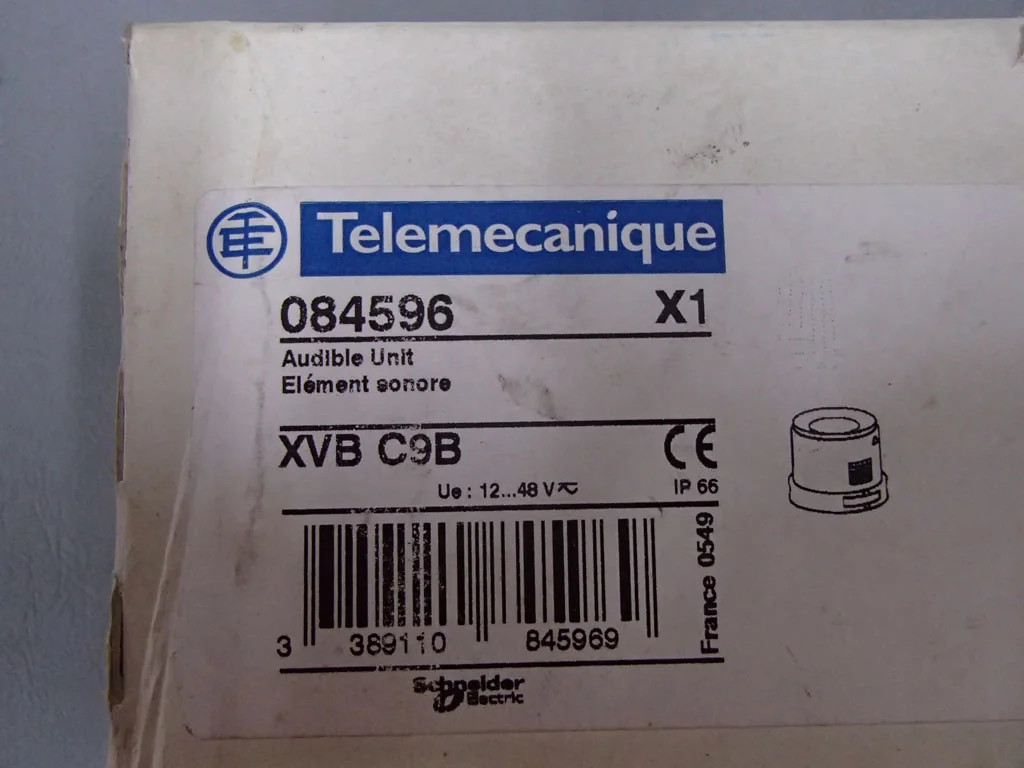 Telemecanique
084596 X1
Audible Unit
Elément sonore
XVB C9B CE
Ue : 12...48 V IP 66
France 0549
3 389110 845969
Schneider
Electric